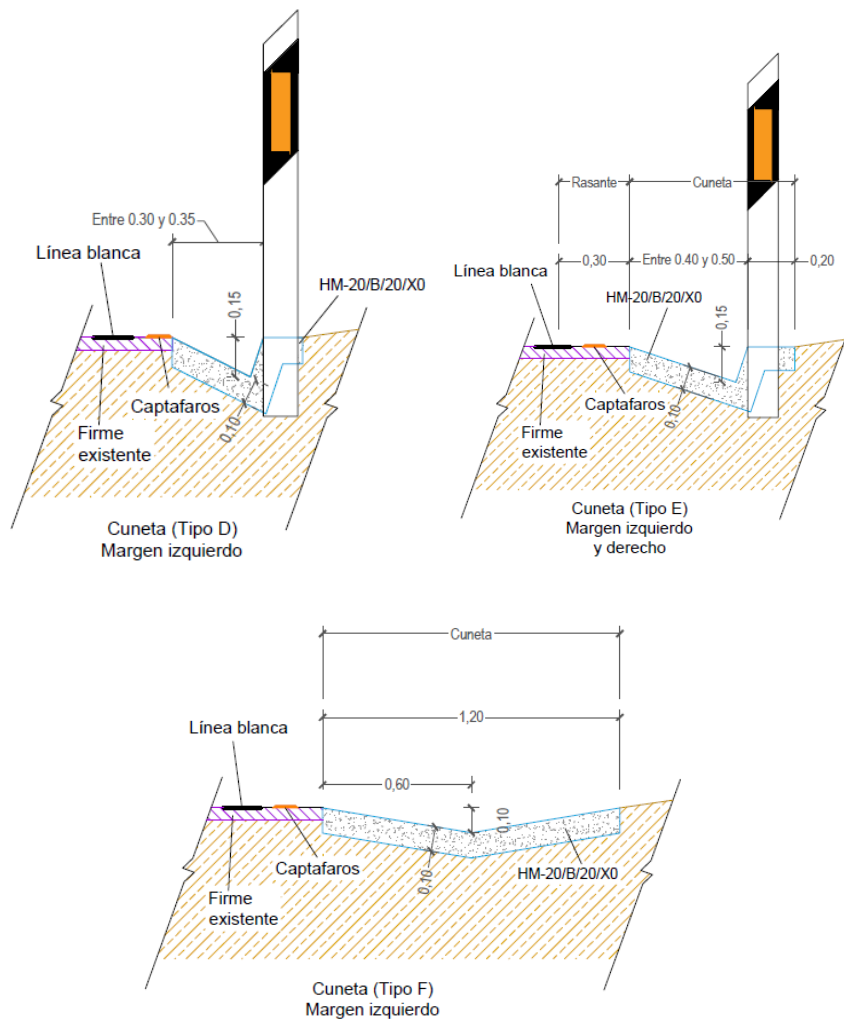 Entre 0.30 y 0.35
Línea blanca
HM-20/B/20/X0
0,15
0,10
Captafaros
Firme
existente
Cuneta (Tipo D)
Margen izquierdo
Rasante
Cuneta
0,30
Entre 0.40 y 0.50
0,20
Línea blanca
HM-20/B/20/X0
0,15
0,10
Captafaros
Firme
existente
Cuneta (Tipo E)
Margen izquierdo
y derecho
Cuneta
1,20
Línea blanca
0,60
0,10
0,10
Captafaros
HM-20/B/20/X0
Firme
existente
Cuneta (Tipo F)
Margen izquierdo